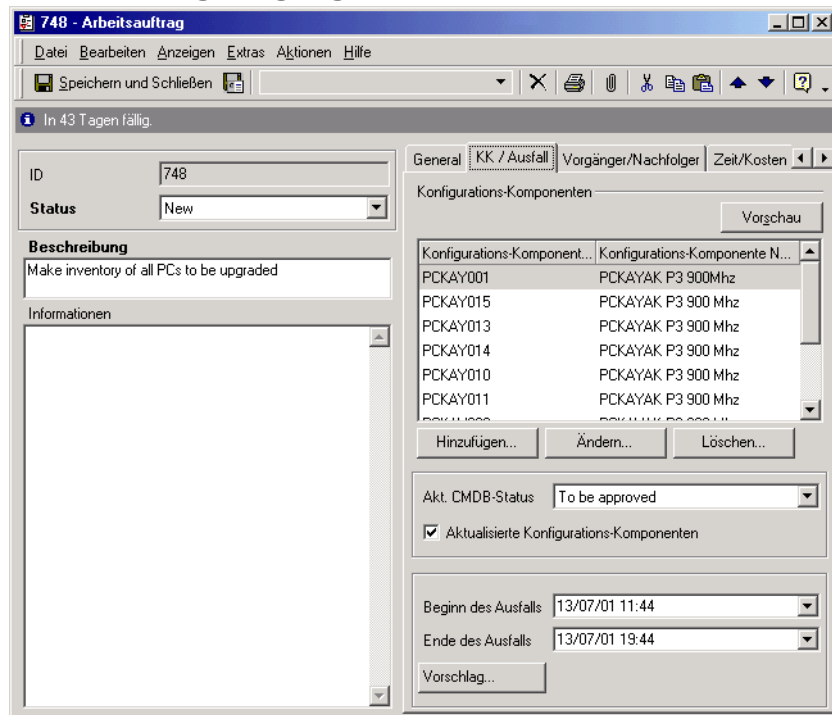 748 - Arbeitsauftrag
Datei Bearbeiten Anzeigen Extras Aktionen Hilfe
Speichern und Schließen
In 43 Tagen fällig.
ID 748
Status New
Beschreibung
Make inventory of all PCs to be upgraded
Informationen
General KK / Ausfall Vorgänger/Nachfolger Zeit/Kosten
Konfigurations-Komponenten
Vorschau
Konfigurations-Komponent... Konfigurations-Komponente N...
PCKAY001 PCKAYAK P3 900Mhz
PCKAY015 PCKAYAK P3 900 Mhz
PCKAY013 PCKAYAK P3 900 Mhz
PCKAY014 PCKAYAK P3 900 Mhz
PCKAY010 PCKAYAK P3 900 Mhz
PCKAY011 PCKAYAK P3 900 Mhz
Hinzufügen... Ändern... Löschen...
Akt. CMDB-Status To be approved
Aktualisierte Konfigurations-Komponenten
Beginn des Ausfalls 13/07/01 11:44
Ende des Ausfalls 13/07/01 19:44
Vorschlag...